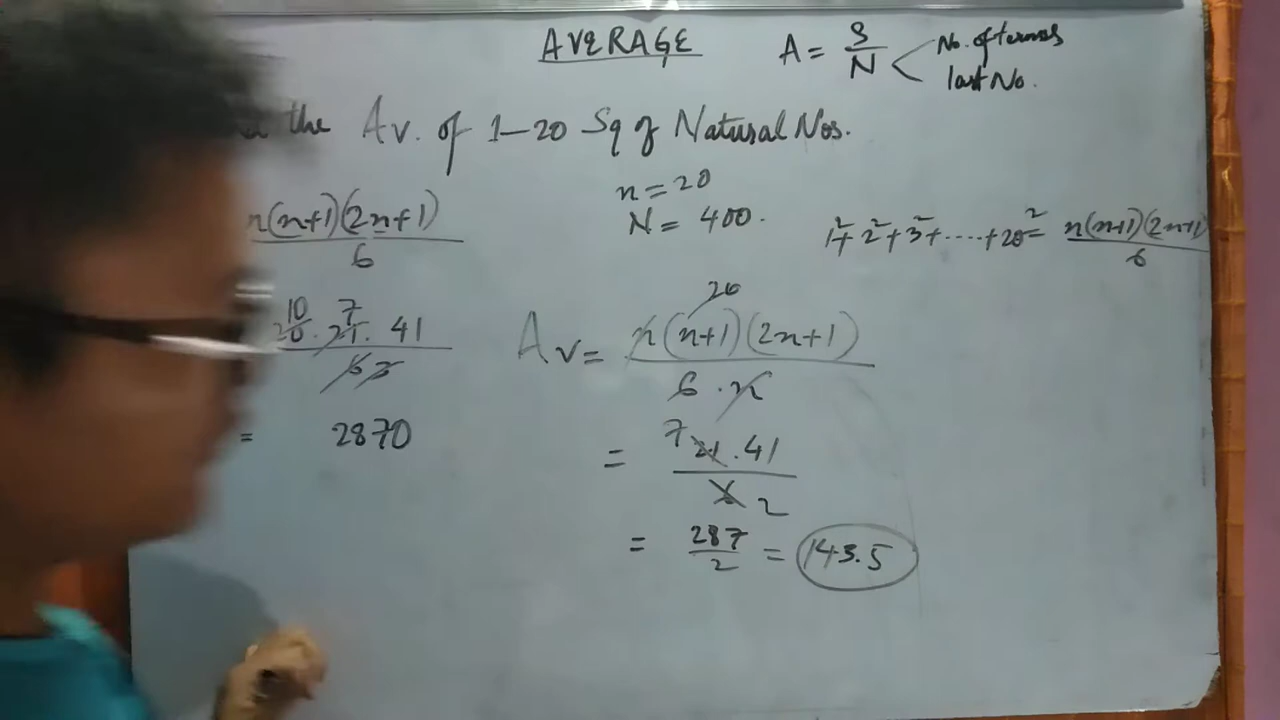 AVERAGE
A = S/N < No. of terms
last No.
the Av. of 1-20 Sq of Natural Nos.
n = 20
N = 400.
n(n+1)(2n+1)/6
1²+2²+3²+.....+20² = n(n+1)(2n+1)/6
10 7
20.21.41/6 3
= 2870
20
Av = n(n+1)(2n+1)/6.n
= 7 21.41/6 2
= 287/2 = 143.5